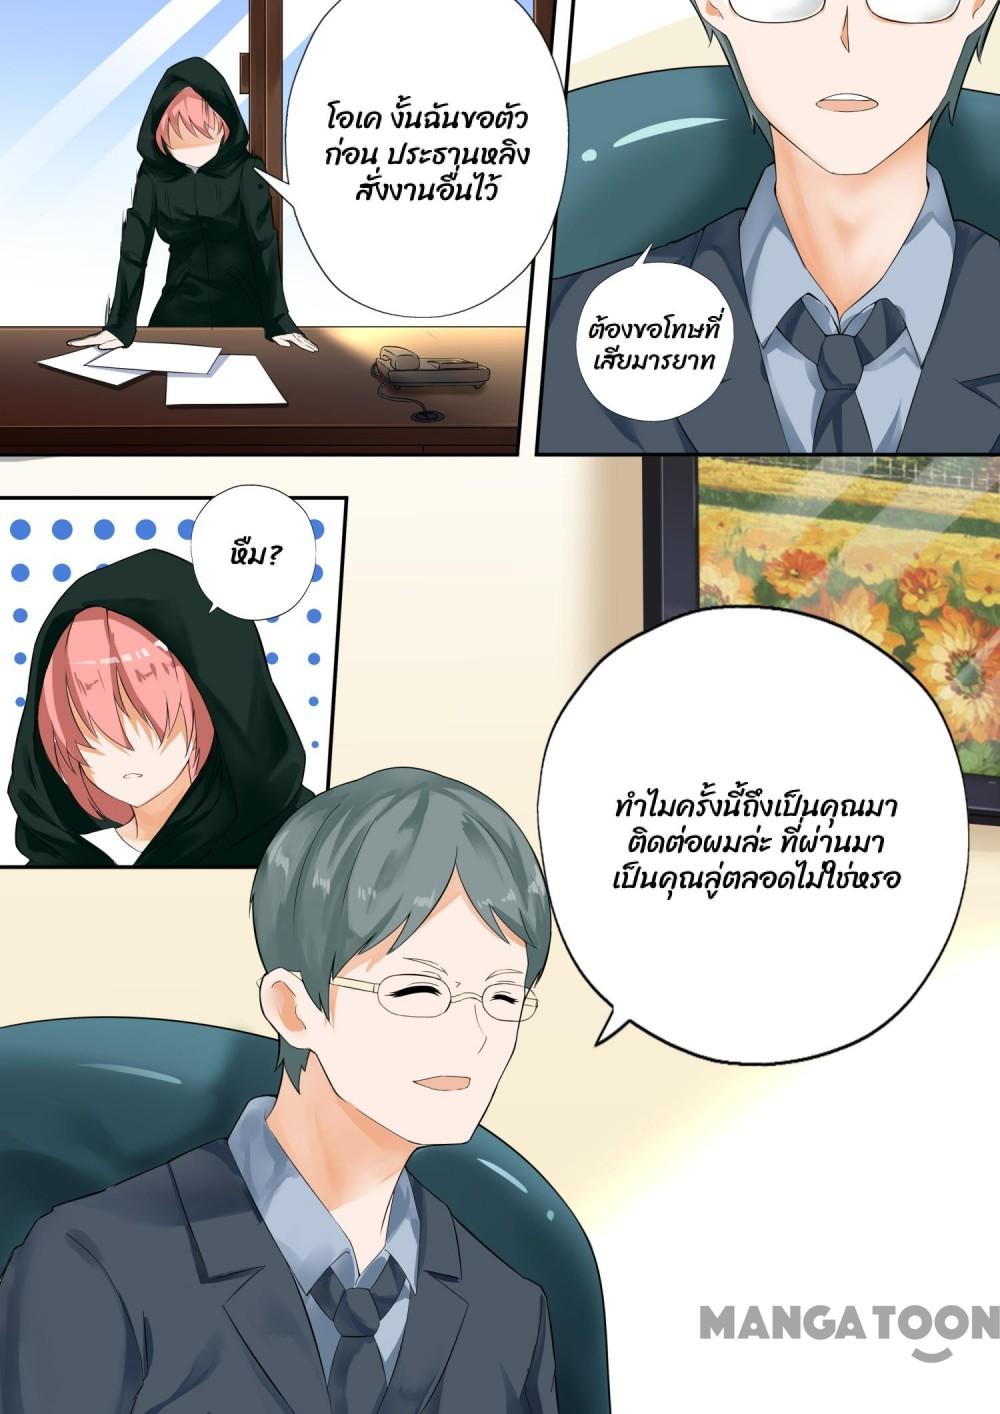 โอเค งั้นฉันขอตัว
ก่อน ประธานหลิง
สั่งงานอื่นไว้
ต้องขอโทษที่
เสียมารยาท
หืม?
ทำไมครั้งนี้ถึงเป็นคุณมา
ติดต่อผมล่ะ ที่ผ่านมา
เป็นคุณลู่ตลอดไม่ใช่หรอ
MANGATOON